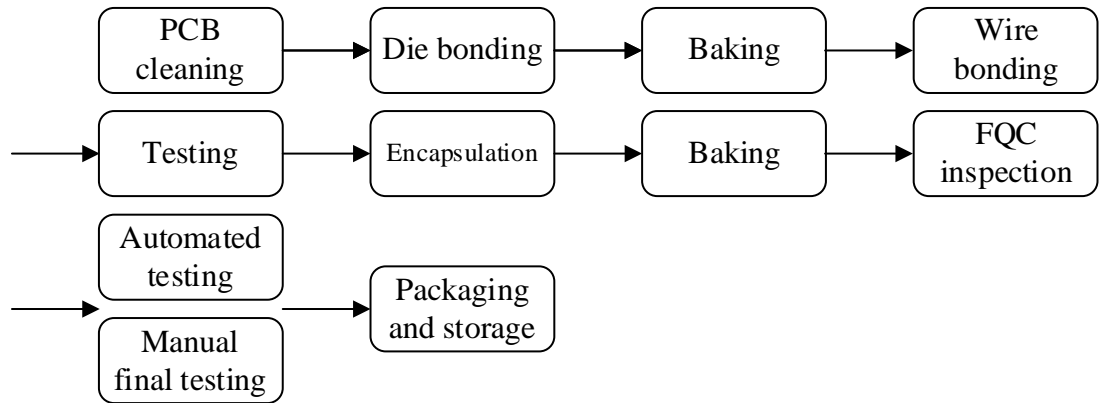 PCB
cleaning
Die bonding
Baking
Wire
bonding
Testing
Encapsulation
Baking
FQC
inspection
Automated
testing
Manual
final testing
Packaging
and storage